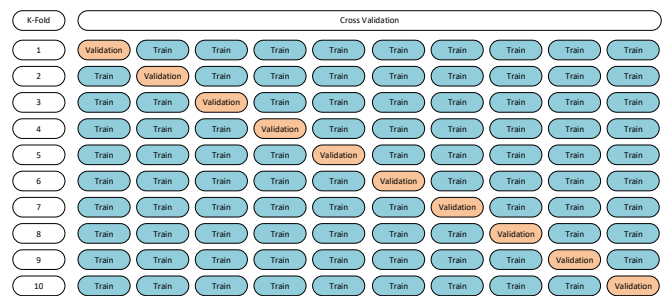 K-Fold Cross Validation
1 Validation Train Train Train Train Train Train Train Train Train
2 Train Validation Train Train Train Train Train Train Train Train
3 Train Train Validation Train Train Train Train Train Train Train
4 Train Train Train Validation Train Train Train Train Train Train
5 Train Train Train Train Validation Train Train Train Train Train
6 Train Train Train Train Train Validation Train Train Train Train
7 Train Train Train Train Train Train Validation Train Train Train
8 Train Train Train Train Train Train Train Validation Train Train
9 Train Train Train Train Train Train Train Train Validation Train
10 Train Train Train Train Train Train Train Train Train Validation